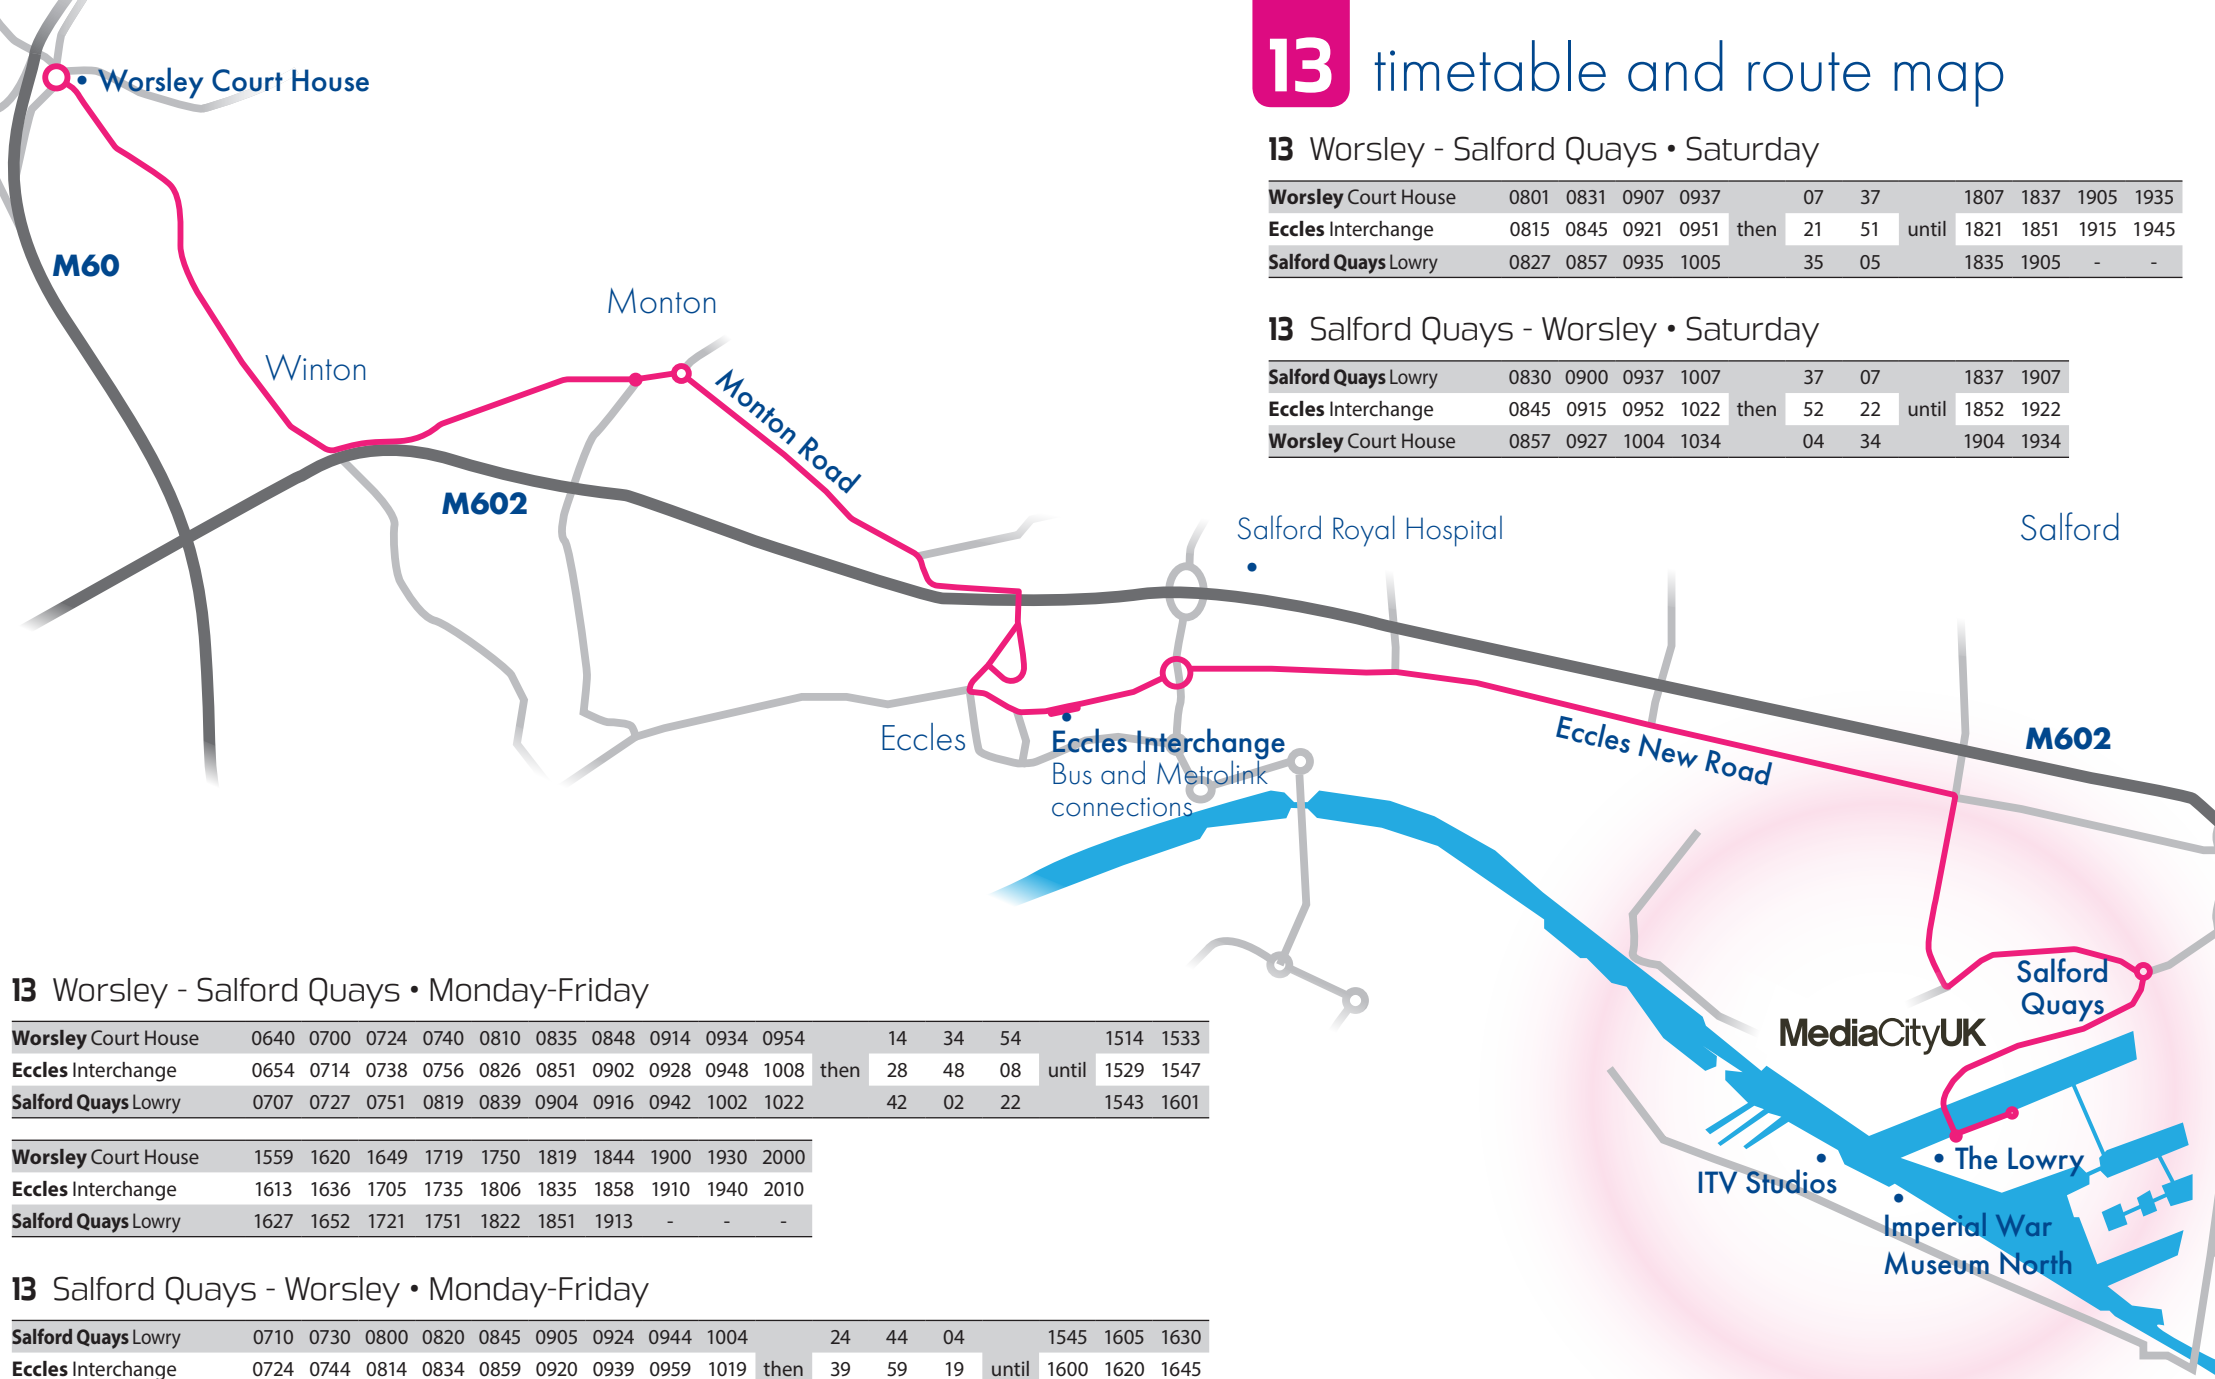 13 timetable and route map
13 Worsley - Salford Quays • Saturday
Worsley Court House 0801 0831 0907 0937 07 37 1807 1837 1905 1935
Eccles Interchange 0815 0845 0921 0951 then 21 51 until 1821 1851 1915 1945
Salford Quays Lowry 0827 0857 0935 1005 35 05 1835 1905 - -
13 Salford Quays - Worsley • Saturday
Salford Quays Lowry 0830 0900 0937 1007 37 07 1837 1907
Eccles Interchange 0845 0915 0952 1022 then 52 22 until 1852 1922
Worsley Court House 0857 0927 1004 1034 04 34 1904 1934
• Worsley Court House
M60
Monton
Winton
Monton Road
M602
Salford Royal Hospital
Salford
Eccles
Eccles Interchange
Bus and Metrolink
connections
Eccles New Road
M602
Salford
Quays
MediaCityUK
• The Lowry
ITV Studios
Imperial War
Museum North
13 Worsley - Salford Quays • Monday-Friday
Worsley Court House 0640 0700 0724 0740 0810 0835 0848 0914 0934 0954 14 34 54 1514 1533
Eccles Interchange 0654 0714 0738 0756 0826 0851 0902 0928 0948 1008 then 28 48 08 until 1529 1547
Salford Quays Lowry 0707 0727 0751 0819 0839 0904 0916 0942 1002 1022 42 02 22 1543 1601
Worsley Court House 1559 1620 1649 1719 1750 1819 1844 1900 1930 2000
Eccles Interchange 1613 1636 1705 1735 1806 1835 1858 1910 1940 2010
Salford Quays Lowry 1627 1652 1721 1751 1822 1851 1913 - - -
13 Salford Quays - Worsley • Monday-Friday
Salford Quays Lowry 0710 0730 0800 0820 0845 0905 0924 0944 1004 24 44 04 1545 1605 1630
Eccles Interchange 0724 0744 0814 0834 0859 0920 0939 0959 1019 then 39 59 19 until 1600 1620 1645